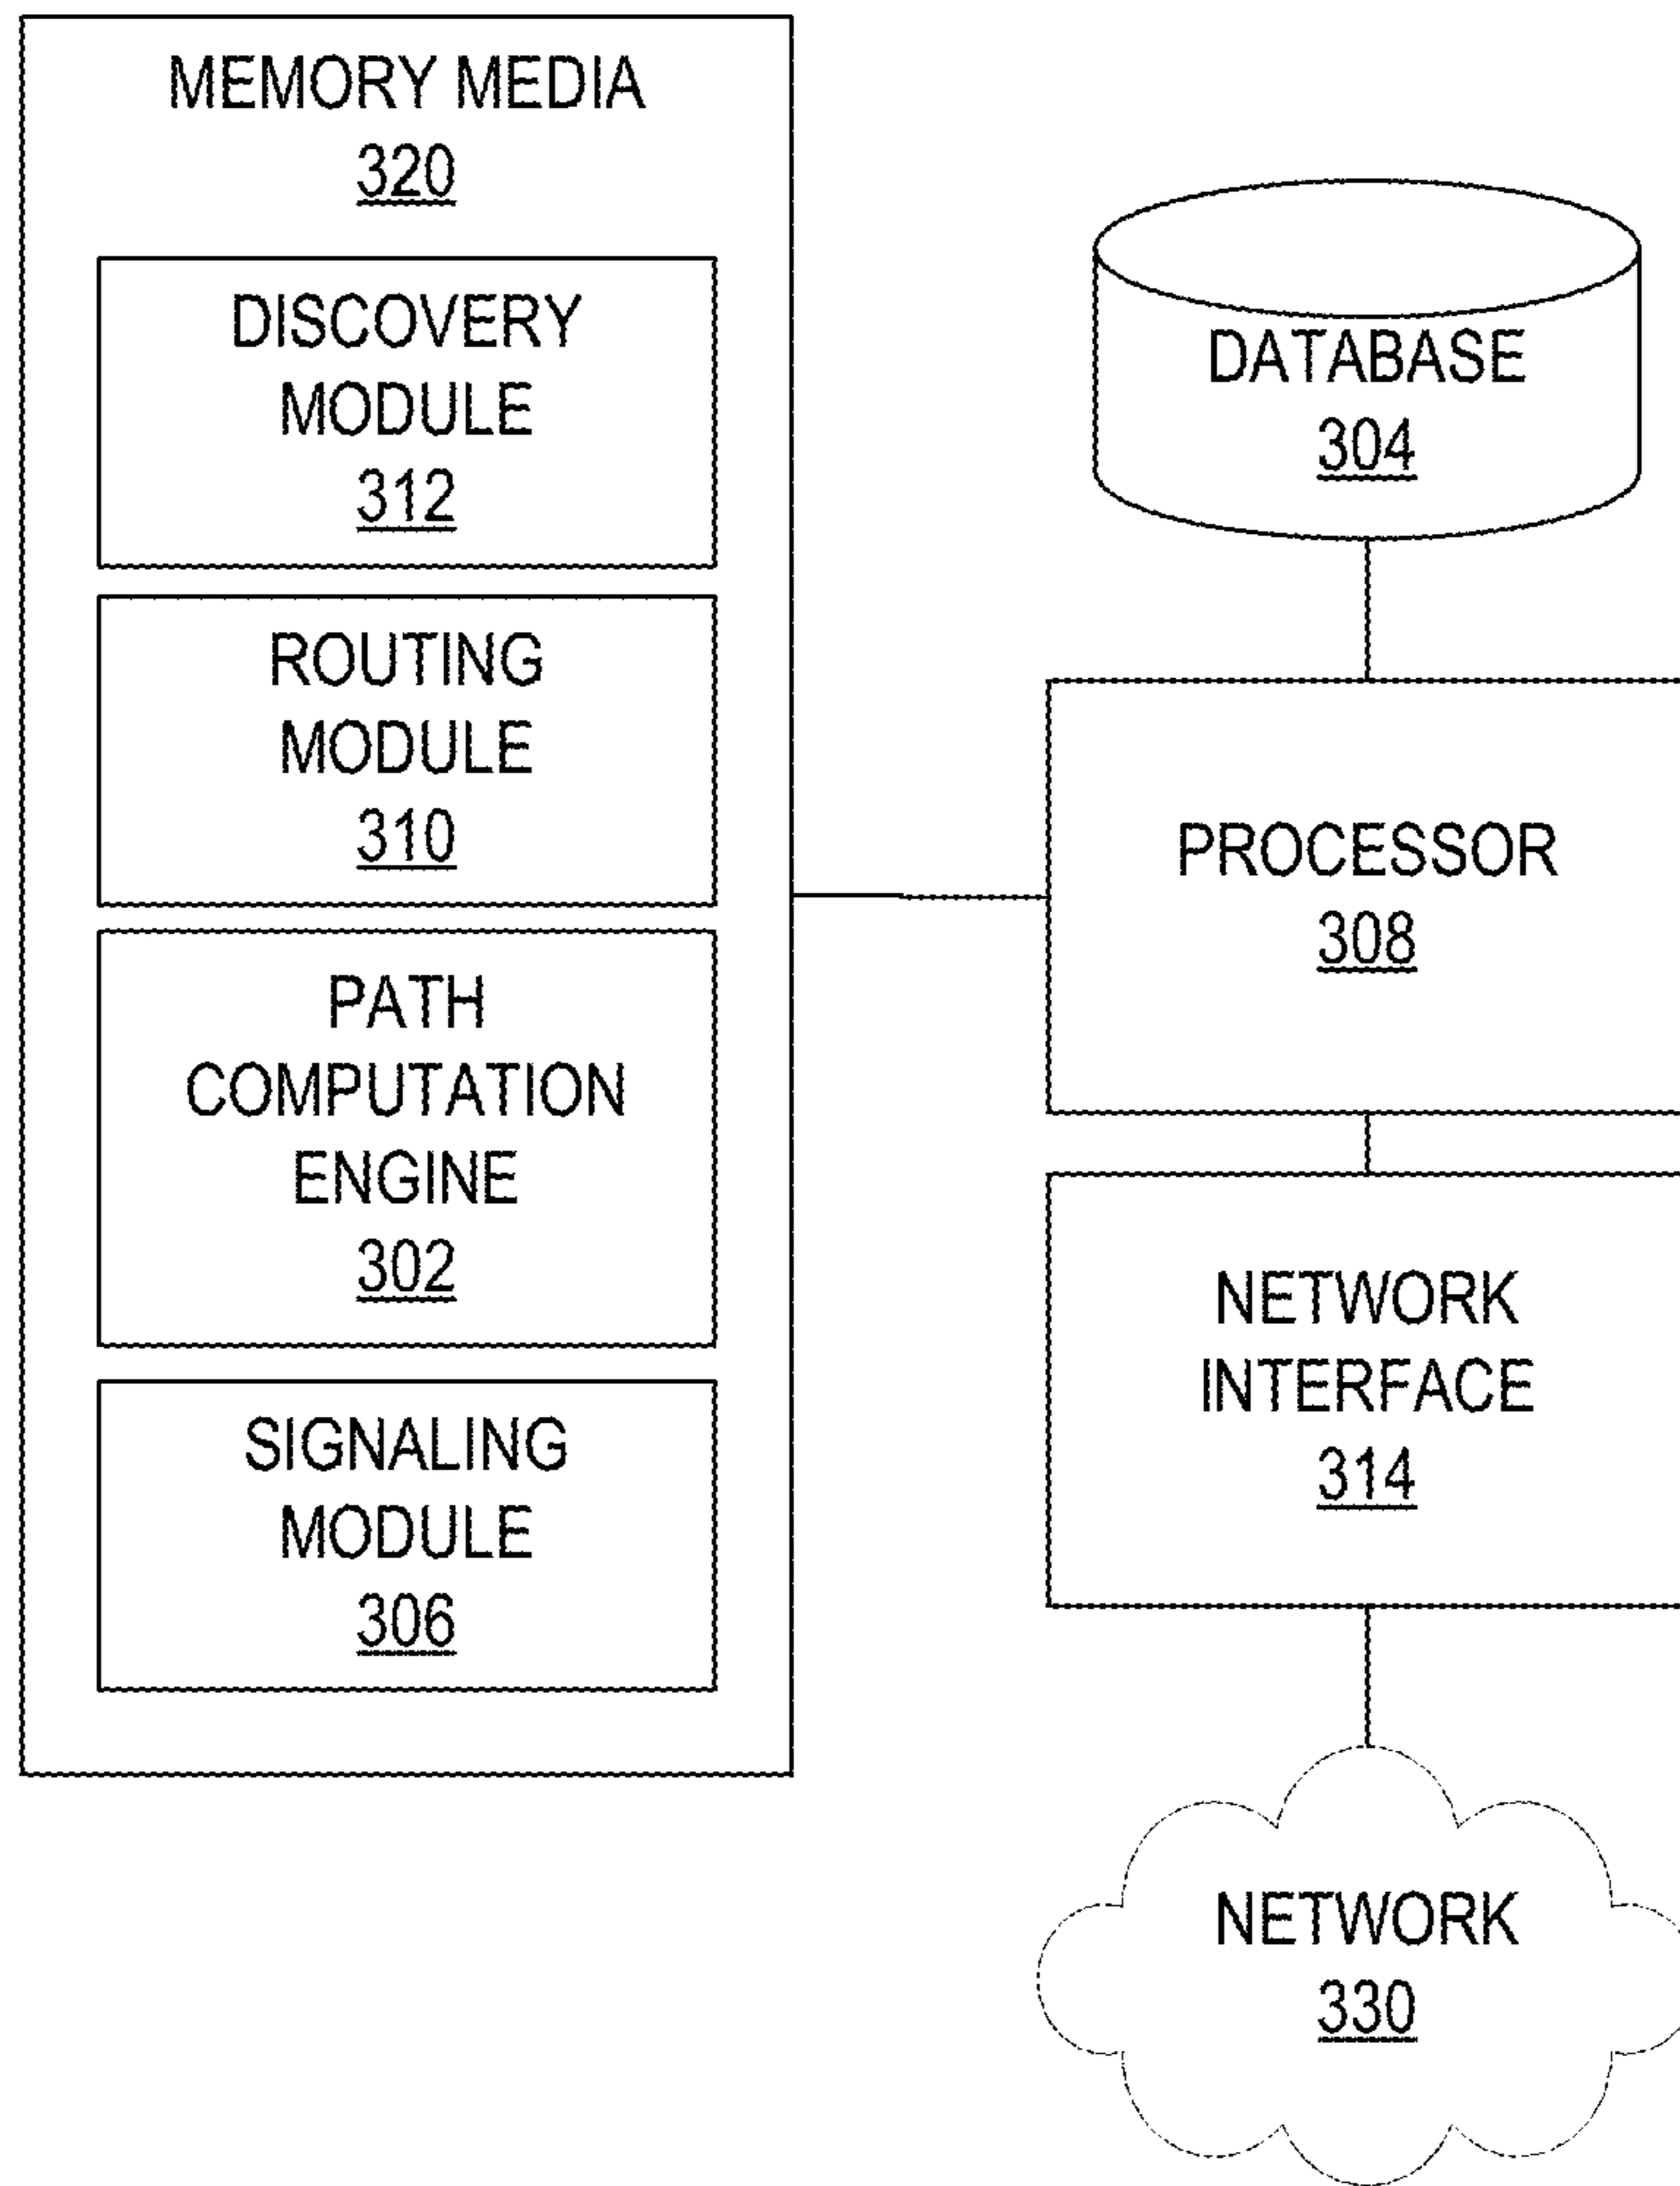 MEMORY MEDIA
320
DISCOVERY
MODULE
312
ROUTING
MODULE
310
PATH
COMPUTATION
ENGINE
302
SIGNALING
MODULE
306
DATABASE
304
PROCESSOR
308
NETWORK
INTERFACE
314
NETWORK
330